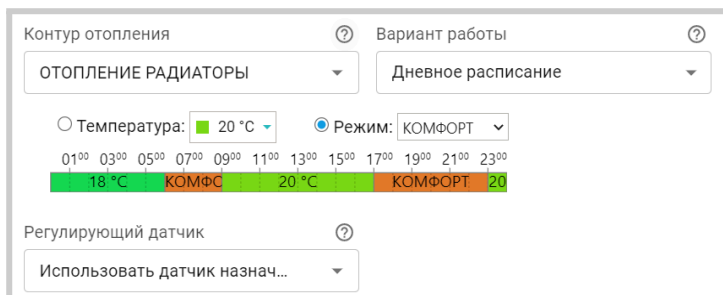 Контур отопления Вариант работы
ОТОПЛЕНИЕ РАДИАТОРЫ Дневное расписание
Температура: 20 °C Режим: КОМФОРТ
01⁰⁰ 03⁰⁰ 05⁰⁰ 07⁰⁰ 09⁰⁰ 11⁰⁰ 13⁰⁰ 15⁰⁰ 17⁰⁰ 19⁰⁰ 21⁰⁰ 23⁰⁰
18 °C КОМФС 20 °C КОМФОРТ 20
Регулирующий датчик
Использовать датчик назнач...